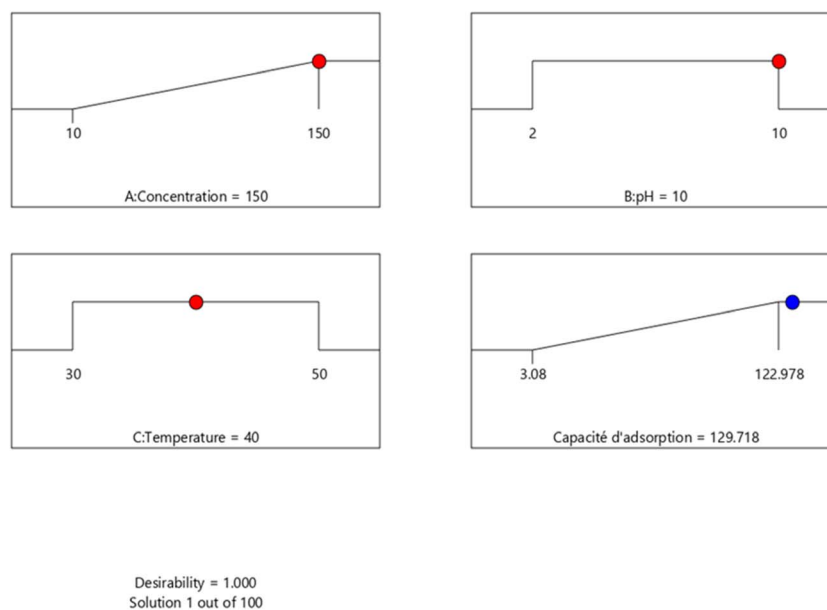 10
150
A:Concentration = 150
2
10
B:pH = 10
30
50
C:Temperature = 40
3.08
122.978
Capacité d'adsorption = 129.718
Desirability = 1.000
Solution 1 out of 100